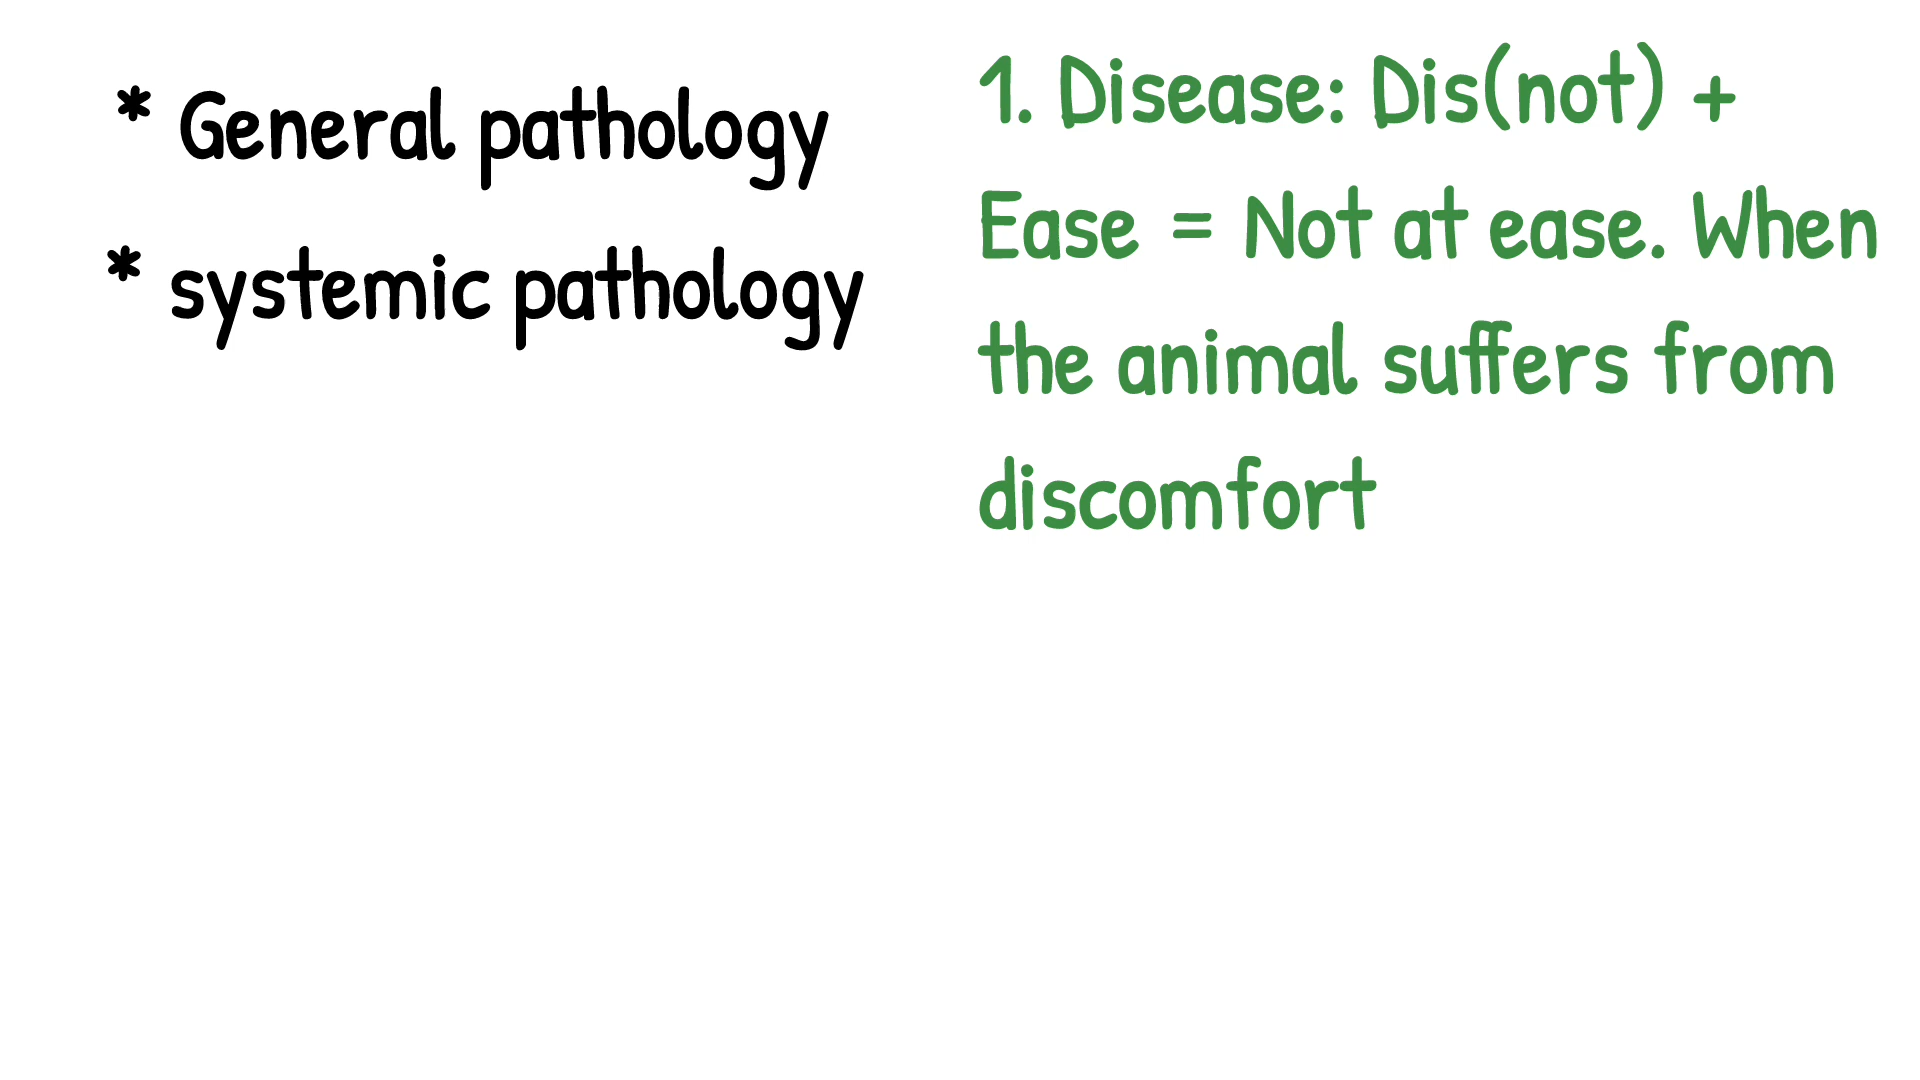 * General pathology
* systemic pathology
1. Disease: Dis(not) +
Ease = Not at ease. When
the animal suffers from
discomfort